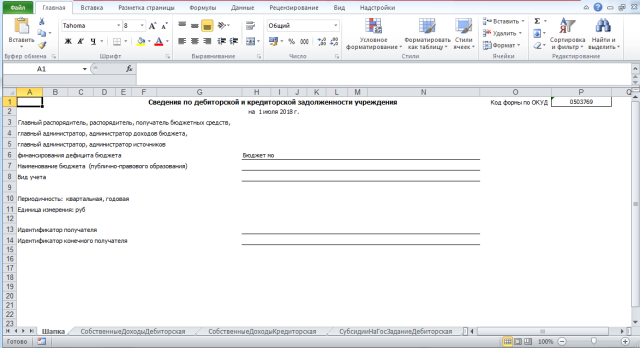 Файл Главная Вставка Разметка страницы Формулы Данные Рецензирование Вид Надстройки
Вставить
Буфер обмена
Tahoma 8
Ж К Ч
Шрифт
Выравнивание
Общий
% 000
Число
Условное форматирование
Форматировать как таблицу
Стили ячеек
Стили
Вставить
Удалить
Формат
Ячейки
Σ
Сортировка и фильтр
Найти и выделить
Редактирование
A1 fx
A B C D E F G H I J K L M N O P Q
1 Сведения по дебиторской и кредиторской задолженности учреждения Код формы по ОКУД 0503769
2 на 1 июля 2018 г.
3 Главный распорядитель, распорядитель, получатель бюджетных средств,
4 главный администратор, администратор доходов бюджета,
5 главный администратор, администратор источников
6 финансирования дефицита бюджета Бюджет мо
7 Наименование бюджета (публично-правового образования)
8 Вид учета
9
10 Периодичность: квартальная, годовая
11 Единица измерения: руб
12
13 Идентификатор получателя
14 Идентификатор конечного получателя
15
16
17
18
19
20
21
22
23
Шапка СобственныеДоходыДебиторская СобственныеДоходыКредиторская СубсидииНаГосЗаданиеДебиторская
Готово 100%